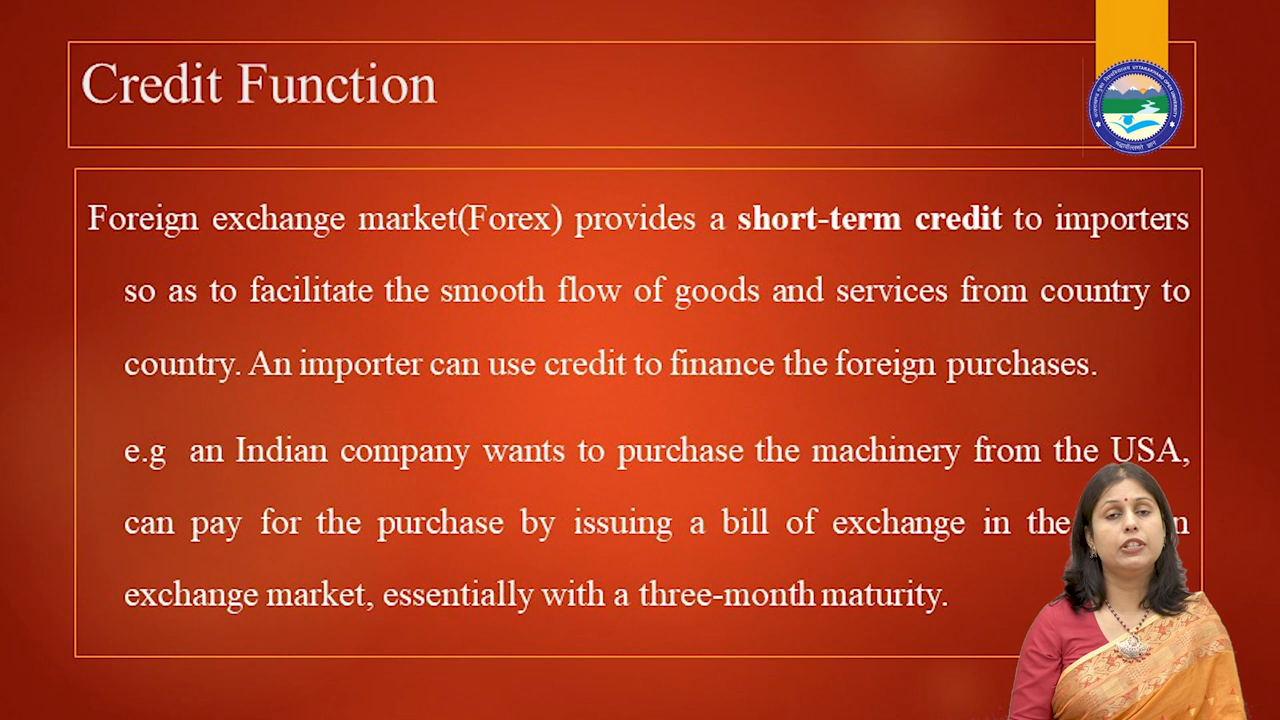 Credit Function
UTTARAKHAND OPEN UNIVERSITY
Foreign exchange market(Forex) provides a short-term credit to importers
so as to facilitate the smooth flow of goods and services from country to
country. An importer can use credit to finance the foreign purchases.
e.g an Indian company wants to purchase the machinery from the USA,
can pay for the purchase by issuing a bill of exchange in the
exchange market, essentially with a three-month maturity.